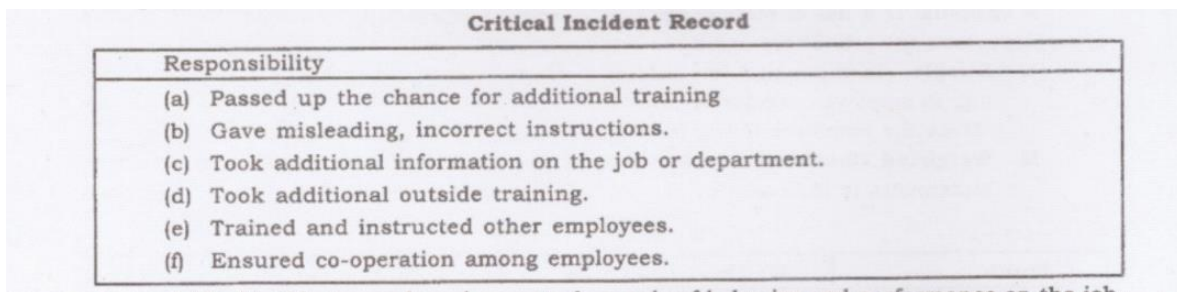 Critical Incident Record
Responsibility
(a) Passed up the chance for additional training
(b) Gave misleading, incorrect instructions.
(c) Took additional information on the job or department.
(d) Took additional outside training.
(e) Trained and instructed other employees.
(f) Ensured co-operation among employees.